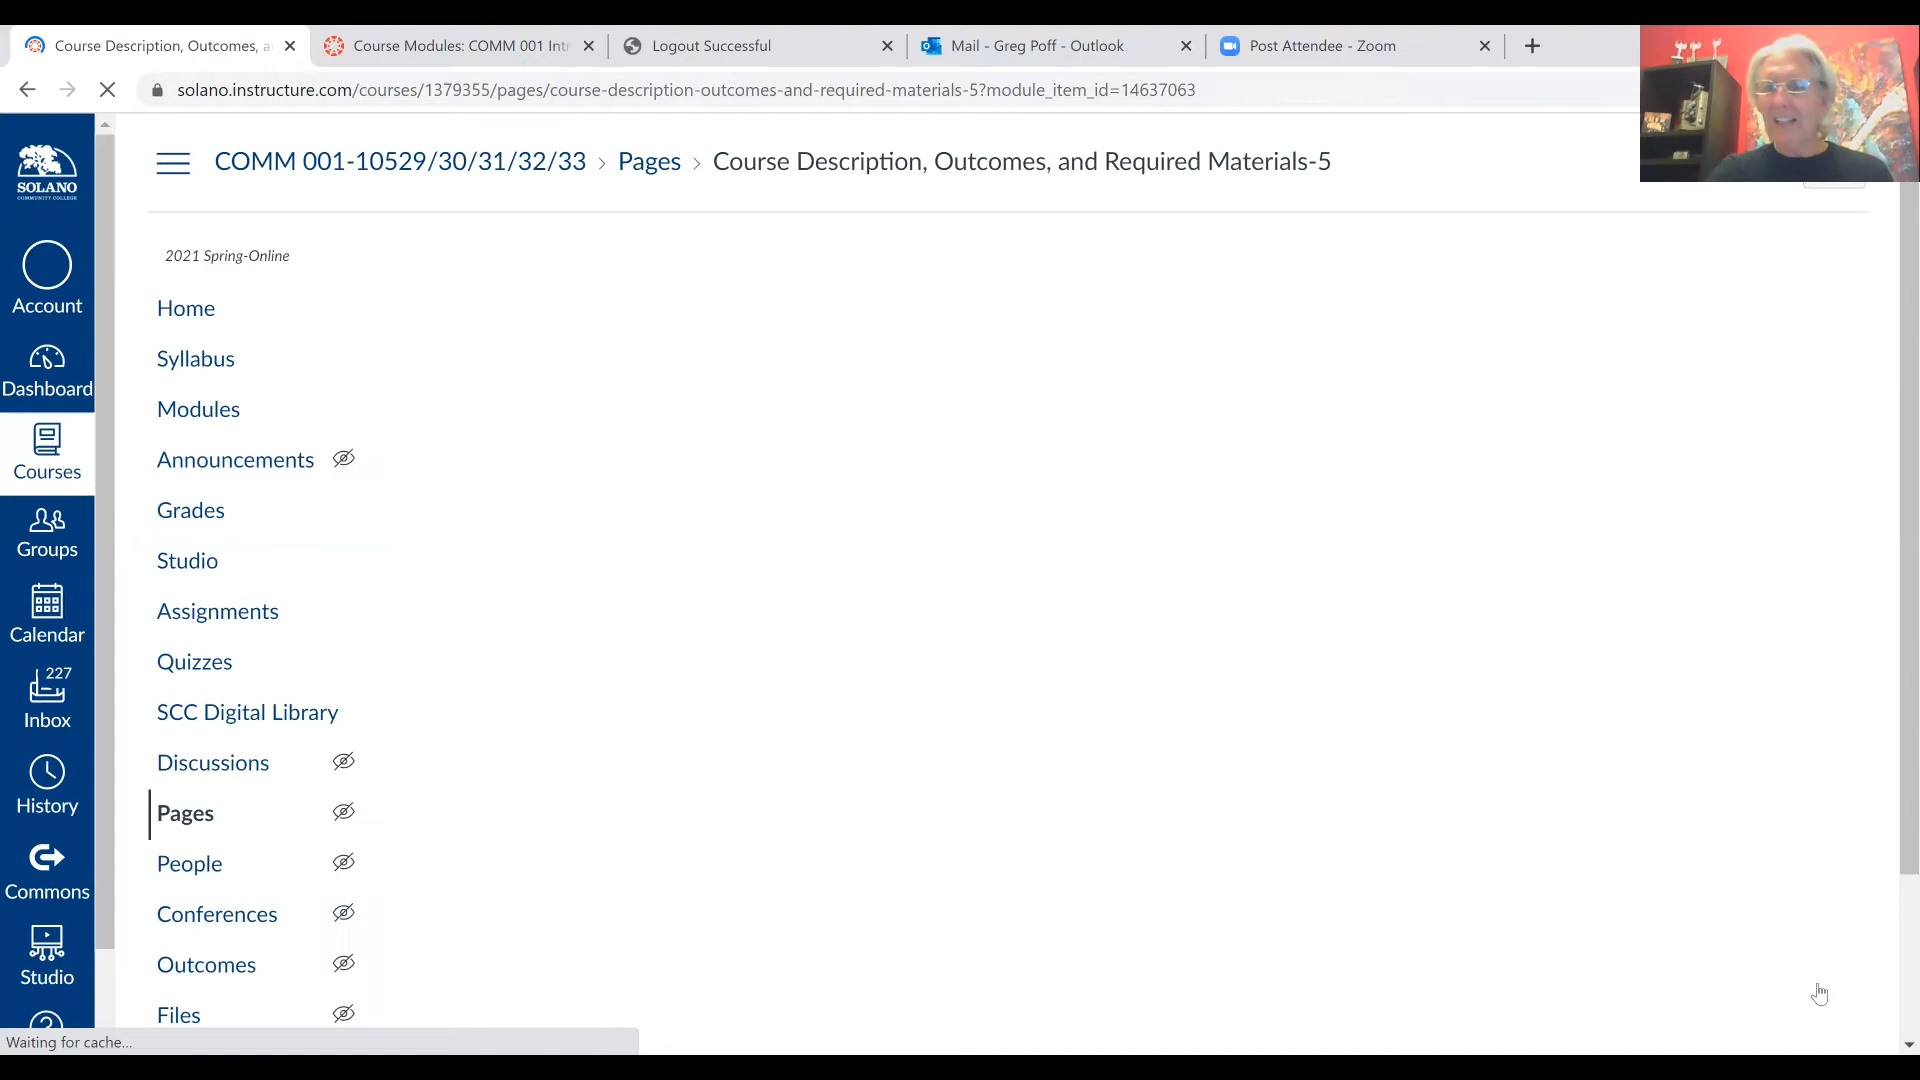 Course Description, Outcomes, a
Course Modules: COMM 001 Intr
Logout Successful
Mail - Greg Poff - Outlook
Post Attendee - Zoom
solano.instructure.com/courses/1379355/pages/course-description-outcomes-and-required-materials-5?module_item_id=14637063
SOLANO
COMMUNITY COLLEGE
COMM 001-10529/30/31/32/33 > Pages > Course Description, Outcomes, and Required Materials-5
2021 Spring-Online
Account
Dashboard
Courses
Groups
Calendar
227
Inbox
History
Commons
Studio
Home
Syllabus
Modules
Announcements
Grades
Studio
Assignments
Quizzes
SCC Digital Library
Discussions
Pages
People
Conferences
Outcomes
Files
Waiting for cache...